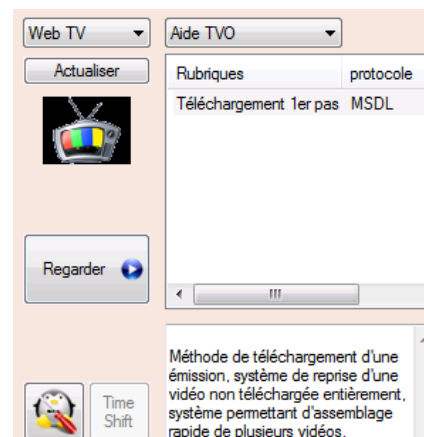 Web TV
Aide TVO
Actualiser
Rubriques protocole
Téléchargement 1er pas MSDL
Regarder
Time
Shift
Méthode de téléchargement d'une
émission, système de reprise d'une
vidéo non téléchargée entièrement,
système permettant d'assemblage
rapide de plusieurs vidéos.